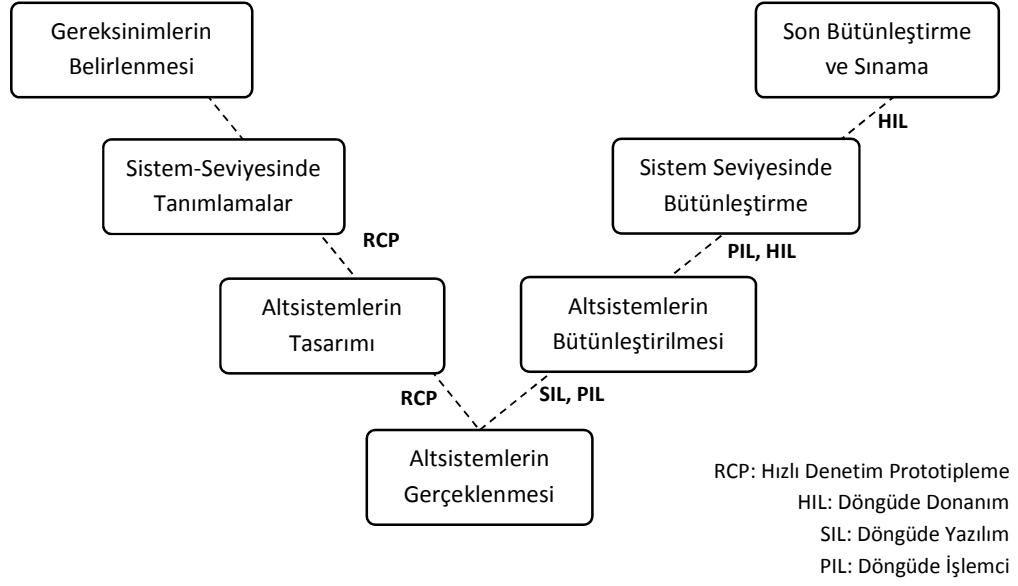 Gereksinimlerin
Belirlenmesi
Son Bütünleştirme
ve Sınama
HIL
Sistem-Seviyesinde
Tanımlamalar
Sistem Seviyesinde
Bütünleştirme
RCP
PIL, HIL
Altsistemlerin
Tasarımı
Altsistemlerin
Bütünleştirilmesi
RCP
SIL, PIL
Altsistemlerin
Gerçeklenmesi
RCP: Hızlı Denetim Prototipleme
HIL: Döngüde Donanım
SIL: Döngüde Yazılım
PIL: Döngüde İşlemci